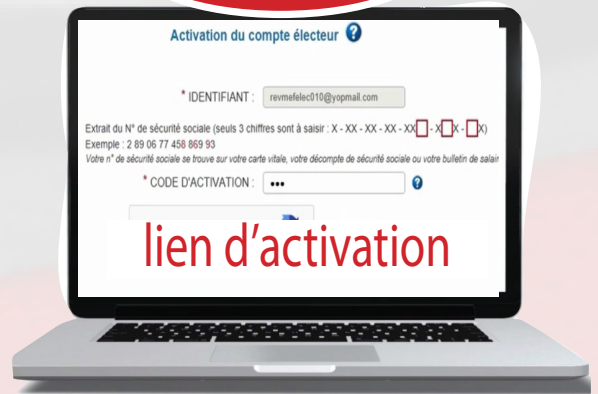 Activation du compte électeur ?
* IDENTIFIANT : revmefelec010@yopmail.com
Extrait du N° de sécurité sociale (seuls 3 chiffres sont à saisir : X - XX - XX - XX - XX□ - X□X - □X)
Exemple : 2 89 06 77 458 869 93
Votre n° de sécurité sociale se trouve sur votre carte vitale, votre décompte de sécurité sociale ou votre bulletin de salair
* CODE D'ACTIVATION : ••• ?
lien d’activation